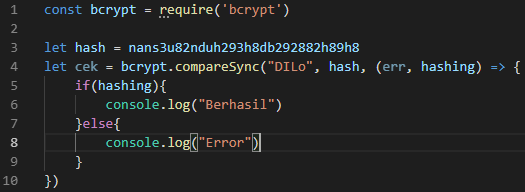 1 const bcrypt = require('bcrypt')
2
3 let hash = nans3u82nduh293h8db292882h89h8
4 let cek = bcrypt.compareSync("DILo", hash, (err, hashing) => {
5 if(hashing){
6 console.log("Berhasil")
7 }else{
8 console.log("Error")
9 }
10 })